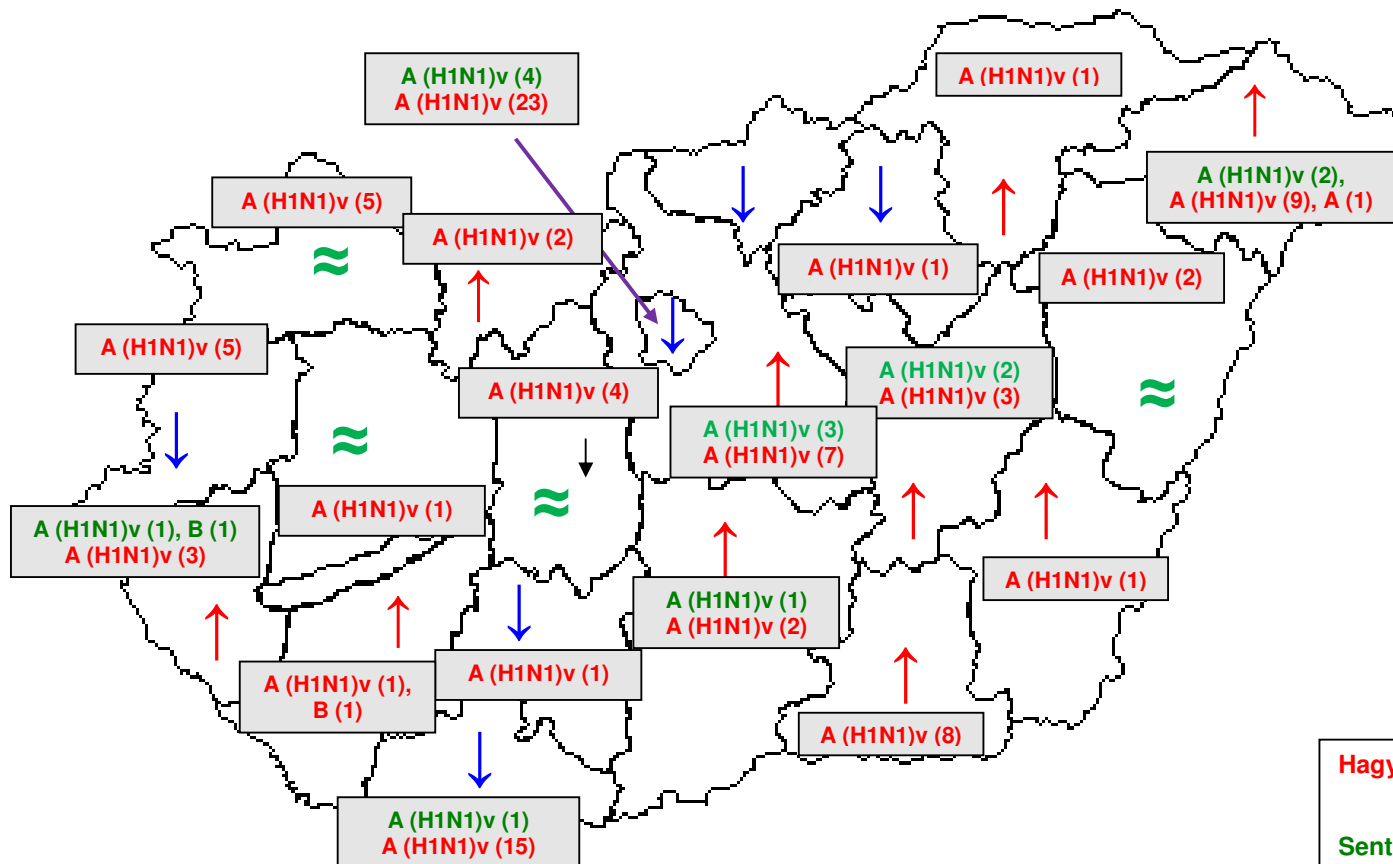 A (H1N1)v (4)
A (H1N1)v (23)
A (H1N1)v (1)
A (H1N1)v (2),
A (H1N1)v (9), A (1)
A (H1N1)v (5)
A (H1N1)v (2)
A (H1N1)v (1)
A (H1N1)v (2)
A (H1N1)v (5)
A (H1N1)v (4)
A (H1N1)v (2)
A (H1N1)v (3)
A (H1N1)v (3)
A (H1N1)v (7)
A (H1N1)v (1)
A (H1N1)v (1), B (1)
A (H1N1)v (3)
A (H1N1)v (1)
A (H1N1)v (1)
A (H1N1)v (2)
A (H1N1)v (1),
B (1)
A (H1N1)v (1)
A (H1N1)v (8)
A (H1N1)v (1)
A (H1N1)v (15)
Hagy
Sent